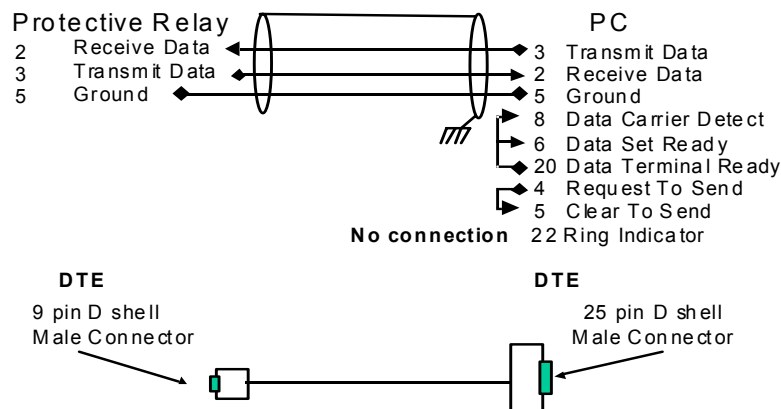 Protective Relay PC
2 Receive Data 3 Transmit Data
3 Transmit Data 2 Receive Data
5 Ground 5 Ground
8 Data Carrier Detect
6 Data Set Ready
20 Data Terminal Ready
4 Request To Send
5 Clear To Send
No connection 22 Ring Indicator
DTE DTE
9 pin D shell 25 pin D shell
Male Connector Male Connector